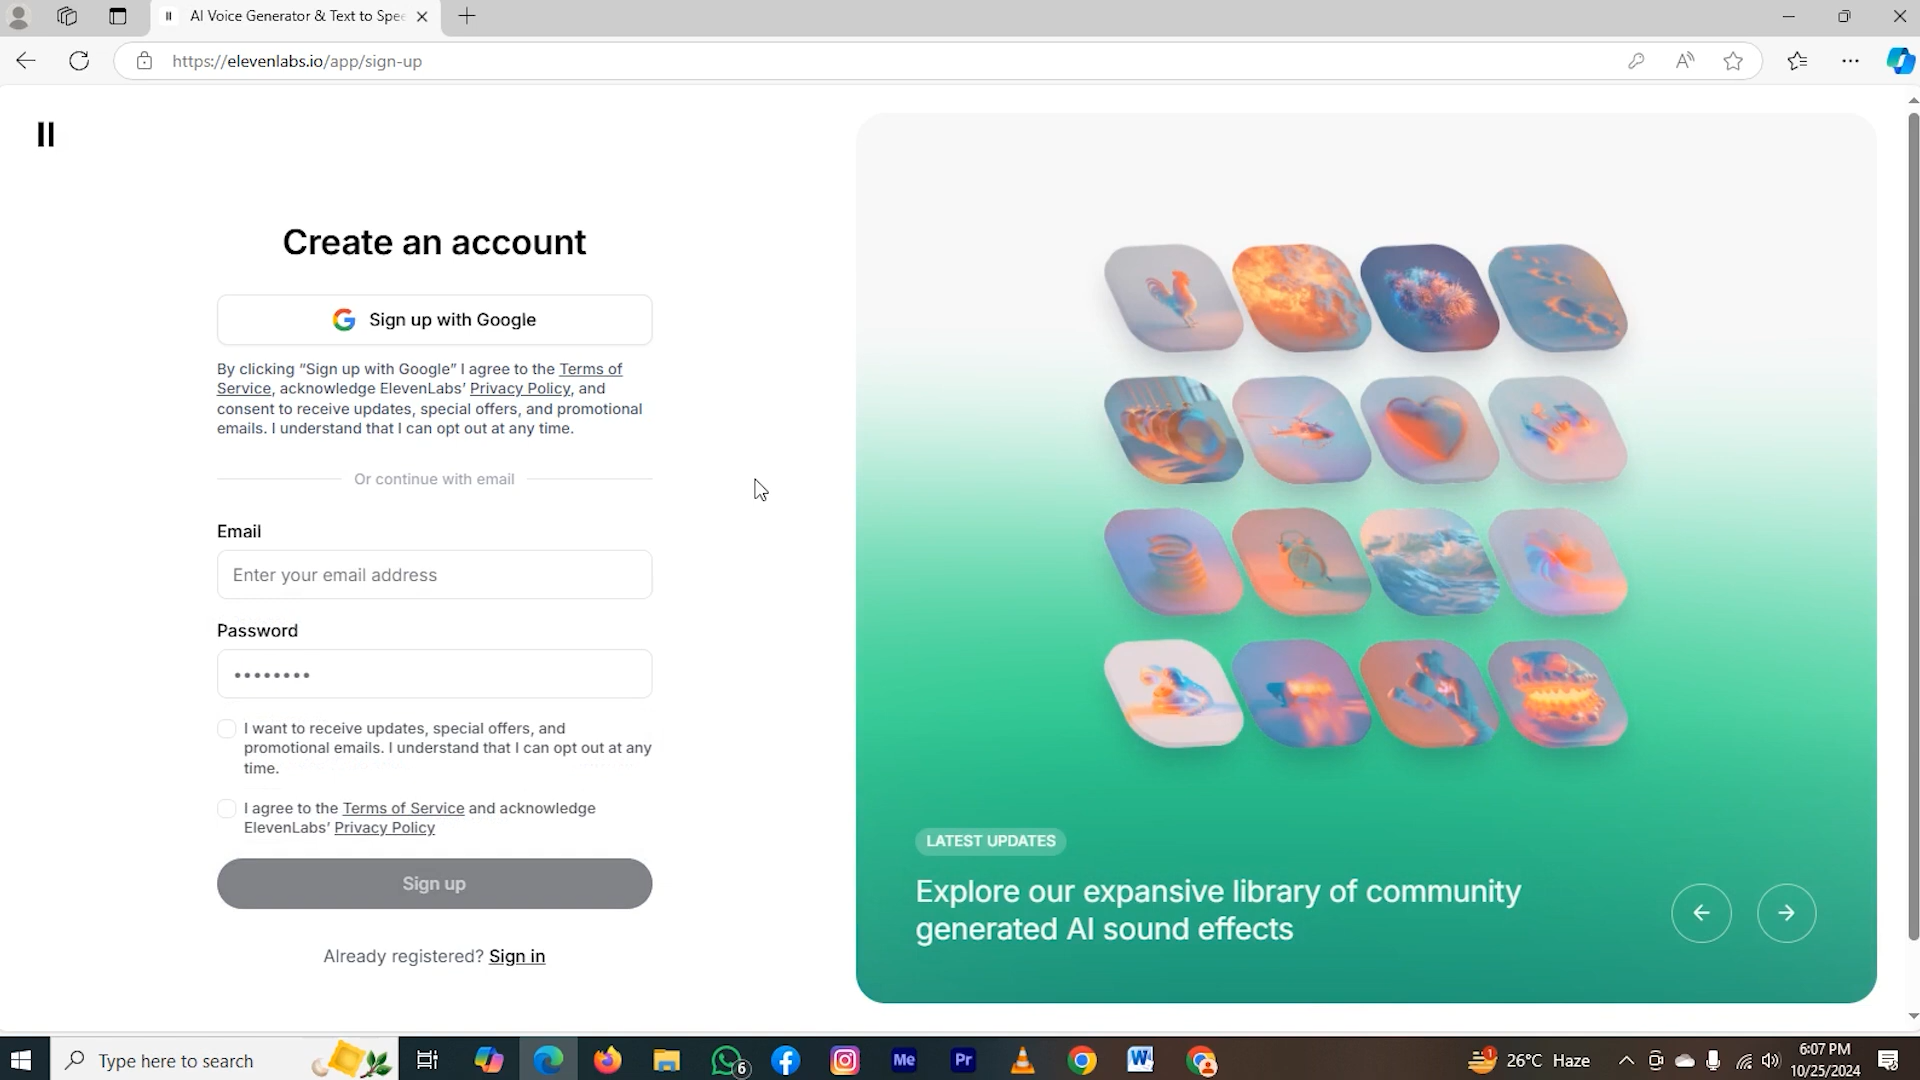 AI Voice Generator & Text to Spee
https://elevenlabs.io/app/sign-up
Create an account
Sign up with Google
By clicking “Sign up with Google” I agree to the Terms of
Service, acknowledge ElevenLabs’ Privacy Policy, and
consent to receive updates, special offers, and promotional
emails. I understand that I can opt out at any time.
Or continue with email
Email
Enter your email address
Password
I want to receive updates, special offers, and
promotional emails. I understand that I can opt out at any
time.
I agree to the Terms of Service and acknowledge
ElevenLabs’ Privacy Policy
Sign up
Already registered? Sign in
LATEST UPDATES
Explore our expansive library of community
generated AI sound effects
Type here to search
6
Me
Pr
W
1
26°C Haze
6:07 PM
10/25/2024